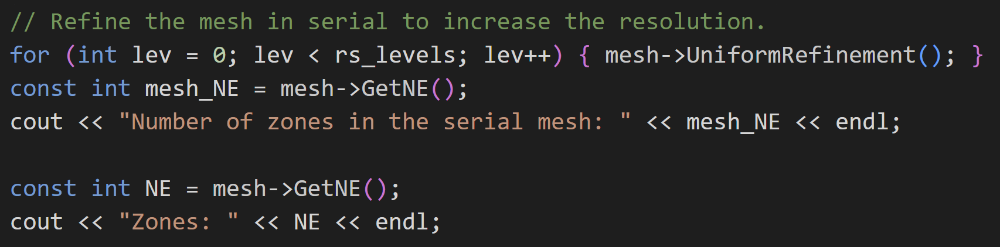 // Refine the mesh in serial to increase the resolution.
for (int lev = 0; lev < rs_levels; lev++) { mesh->UniformRefinement(); }
const int mesh_NE = mesh->GetNE();
cout << "Number of zones in the serial mesh: " << mesh_NE << endl;
const int NE = mesh->GetNE();
cout << "Zones: " << NE << endl;